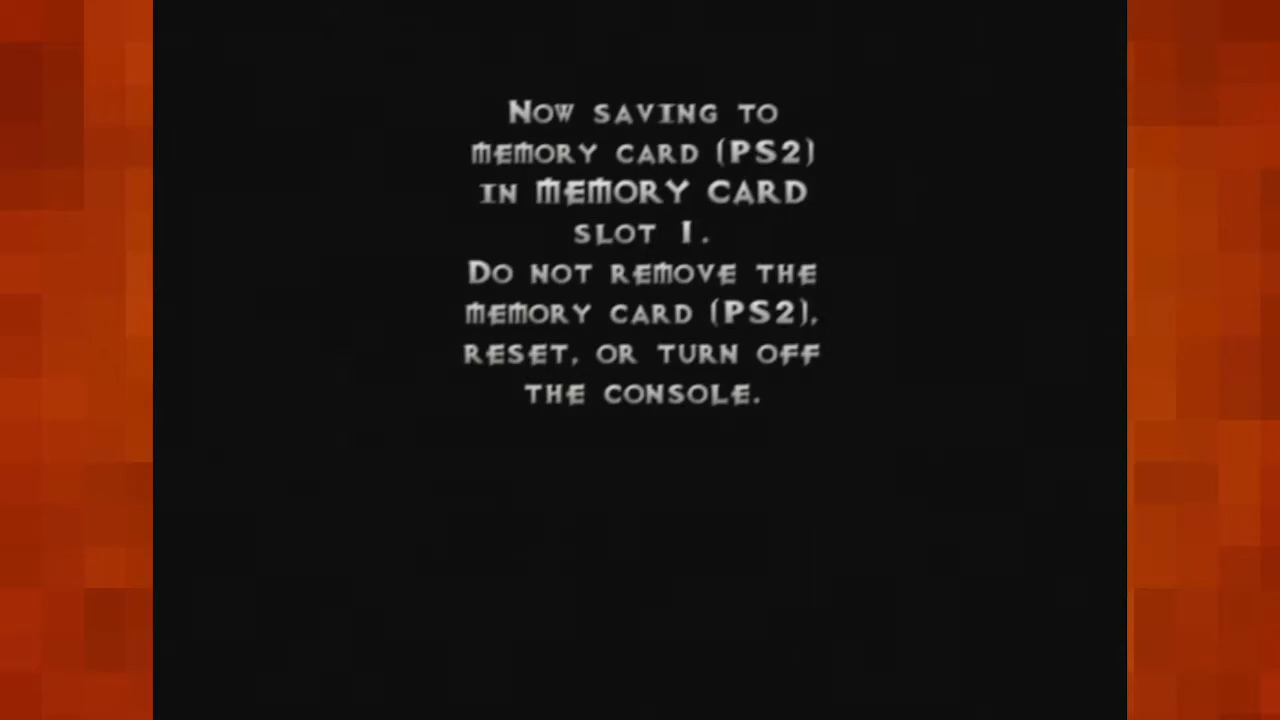 Now saving to
memory card (PS2)
in MEMORY CARD
slot 1.
Do not remove the
memory card (PS2),
reset, or turn off
the console.